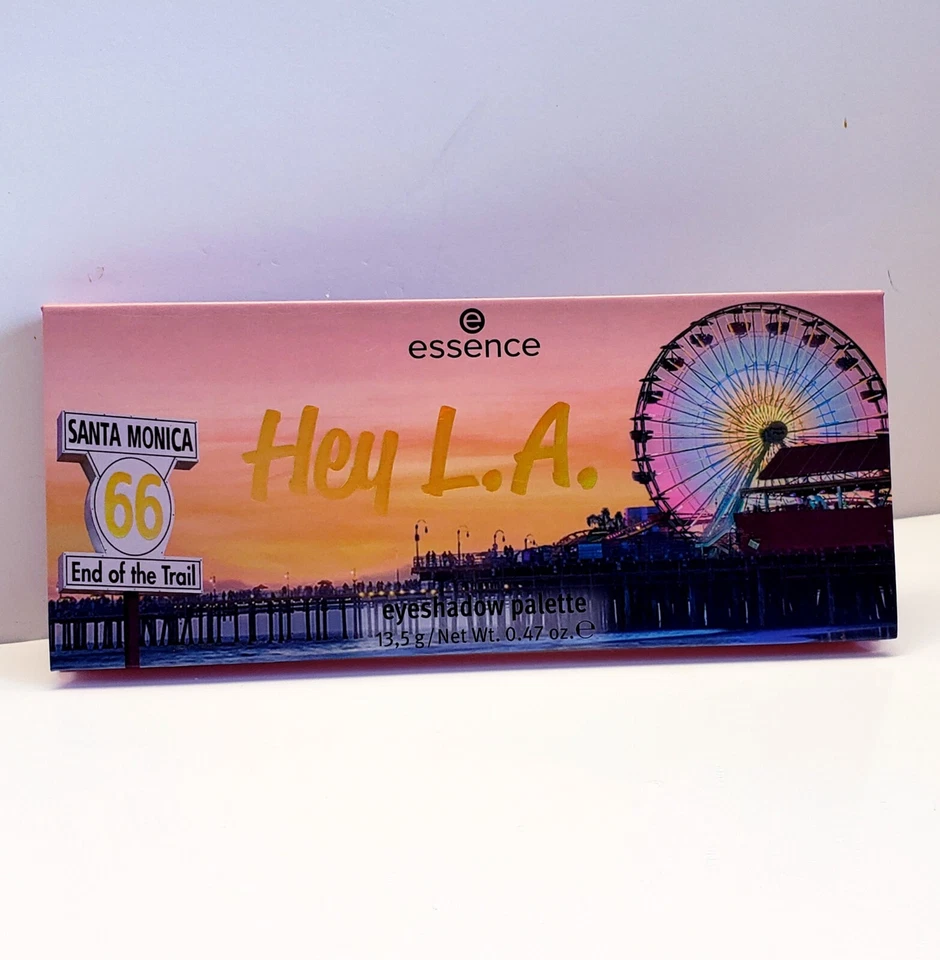 e
essence
Hey L.A.
SANTA MONICA
66
End of the Trail
eyeshadow palette
13,5 g/Net Wt. 0.47 oz. ℮